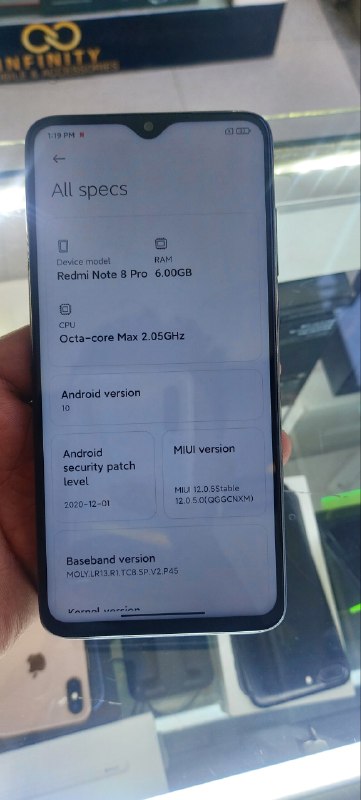 INFINITY
MOBILE & ACCESSORIES
1:19 PM
All specs
Device model
Redmi Note 8 Pro
RAM
6.00GB
CPU
Octa-core Max 2.05GHz
Android version
10
Android
security patch
level
2020-12-01
MIUI version
MIUI 12.0.5Stable
12.0.5.0(QGGCNXM)
Baseband version
MOLY.LR13.R1.TC8.SP.V2.P45
Kernel version